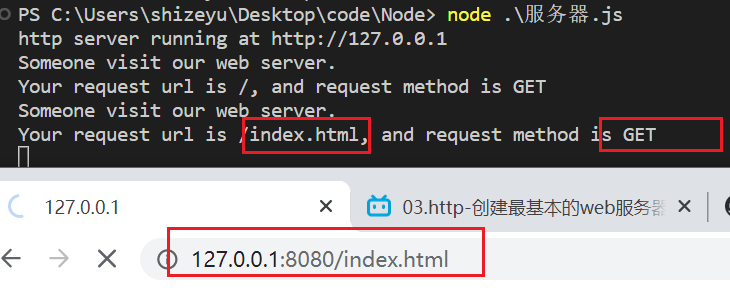 PS C:\Users\shizeyu\Desktop\code\Node> node .\服务器.js
http server running at http://127.0.0.1
Someone visit our web server.
Your request url is /, and request method is GET
Someone visit our web server.
Your request url is /index.html, and request method is GET
127.0.0.1
03.http-创建最基本的web服务器
127.0.0.1:8080/index.html